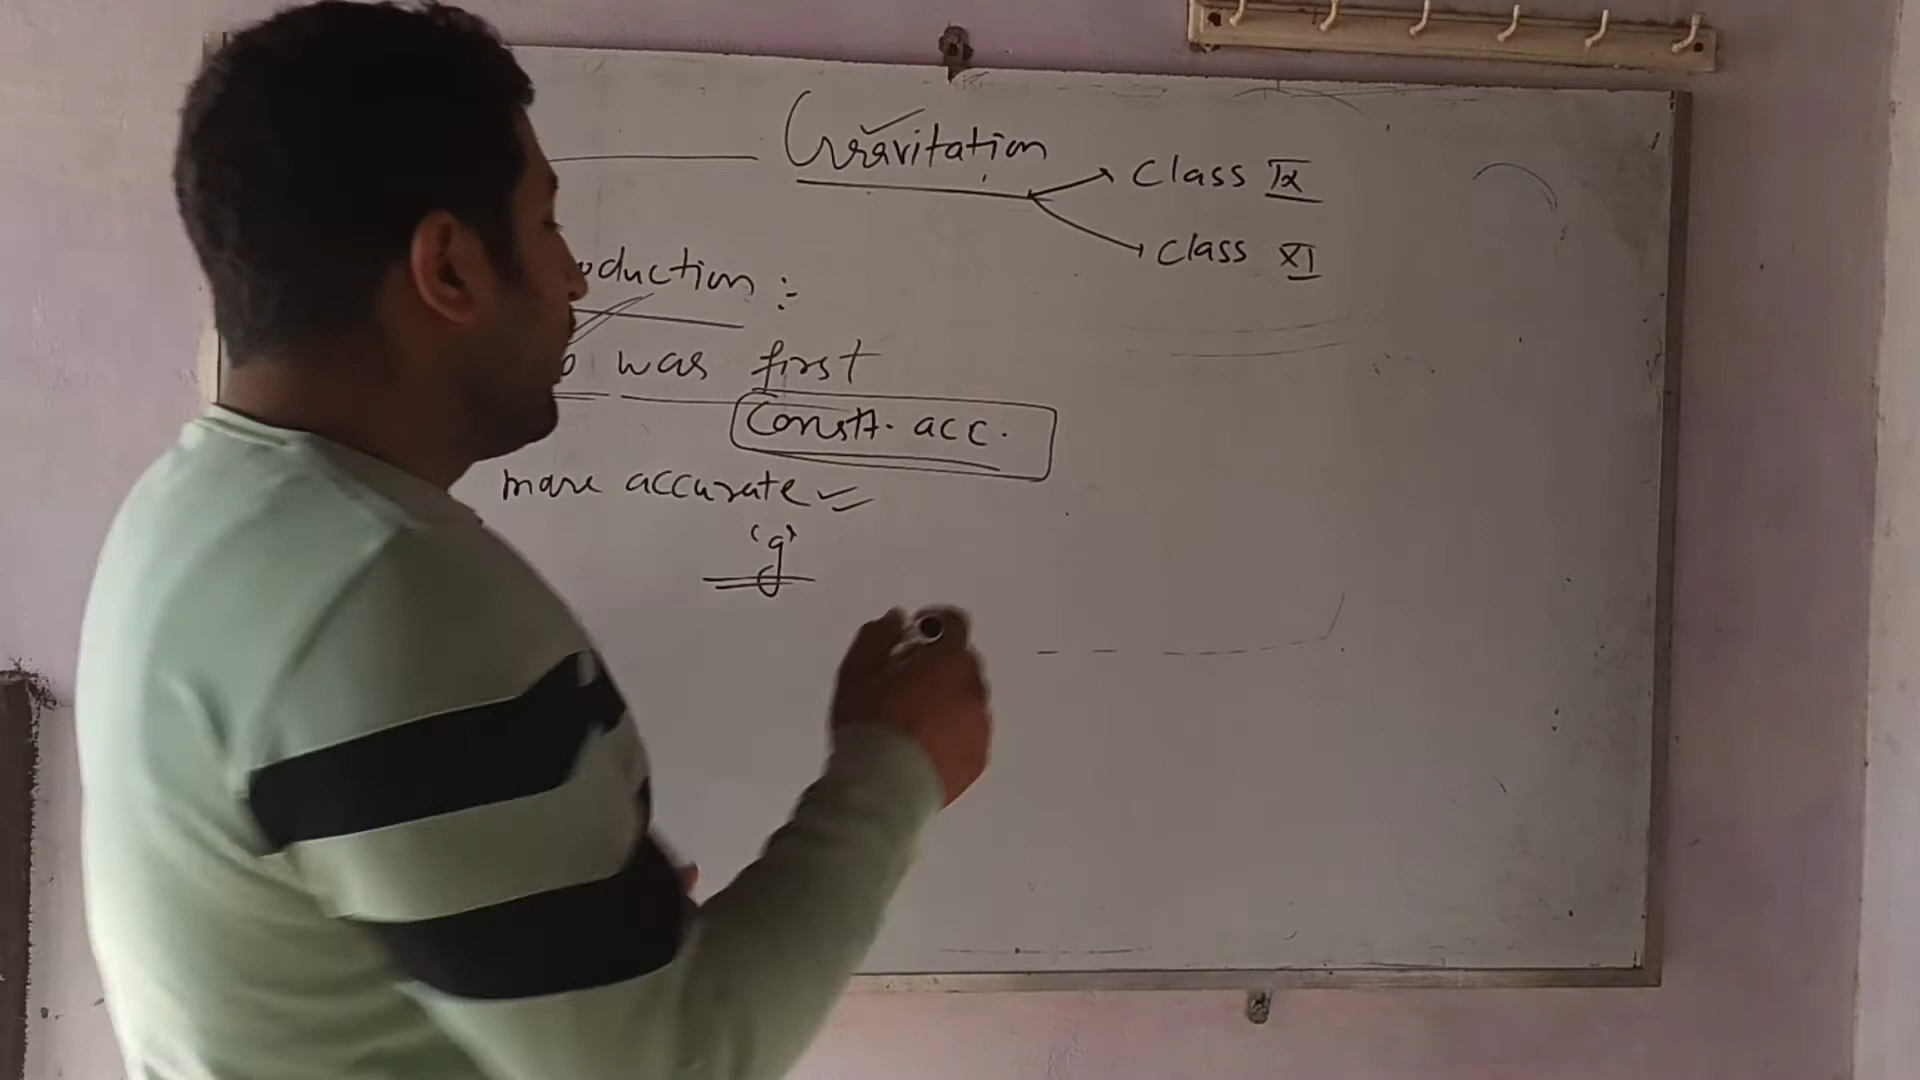 Gravitation
Class IX
Class XI
oduction :-
o was first
Constt. acc.
more accurate
'g'